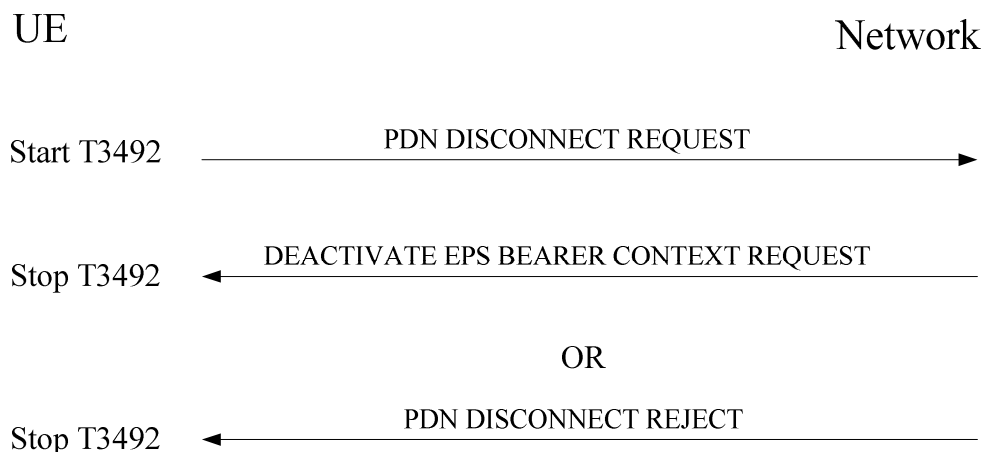 UE
Network
Start T3492
PDN DISCONNECT REQUEST
DEACTIVATE EPS BEARER CONTEXT REQUEST
Stop T3492
OR
PDN DISCONNECT REJECT
Stop T3492